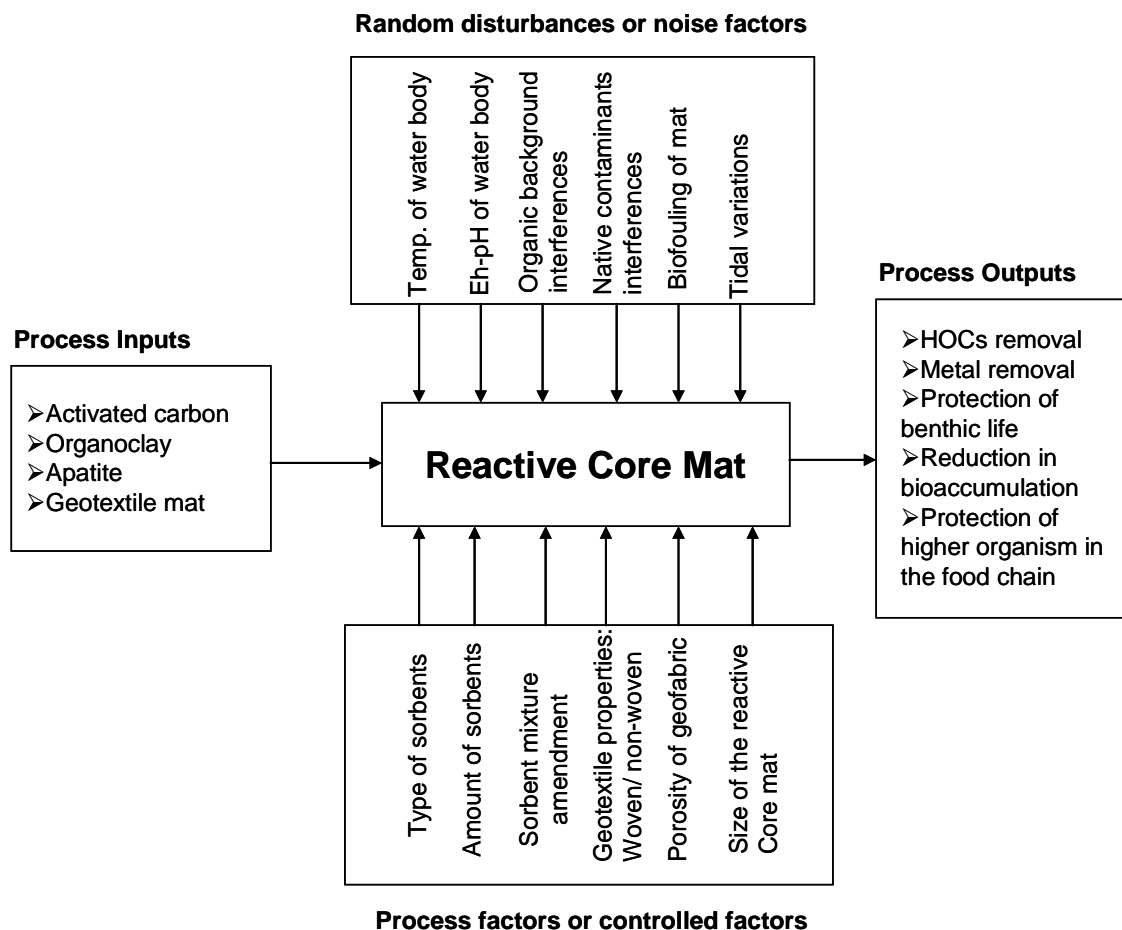 Random disturbances or noise factors
Temp. of water body
Eh-pH of water body
Organic background
interferences
Native contaminants
interferences
Biofouling of mat
Tidal variations
Process Inputs
➢Activated carbon
➢Organoclay
➢Apatite
➢Geotextile mat
Reactive Core Mat
Process Outputs
➢HOCs removal
➢Metal removal
➢Protection of
benthic life
➢Reduction in
bioaccumulation
➢Protection of
higher organism in
the food chain
Type of sorbents
Amount of sorbents
Sorbent mixture
amendment
Geotextile properties:
Woven/ non-woven
Porosity of geofabric
Size of the reactive
Core mat
Process factors or controlled factors